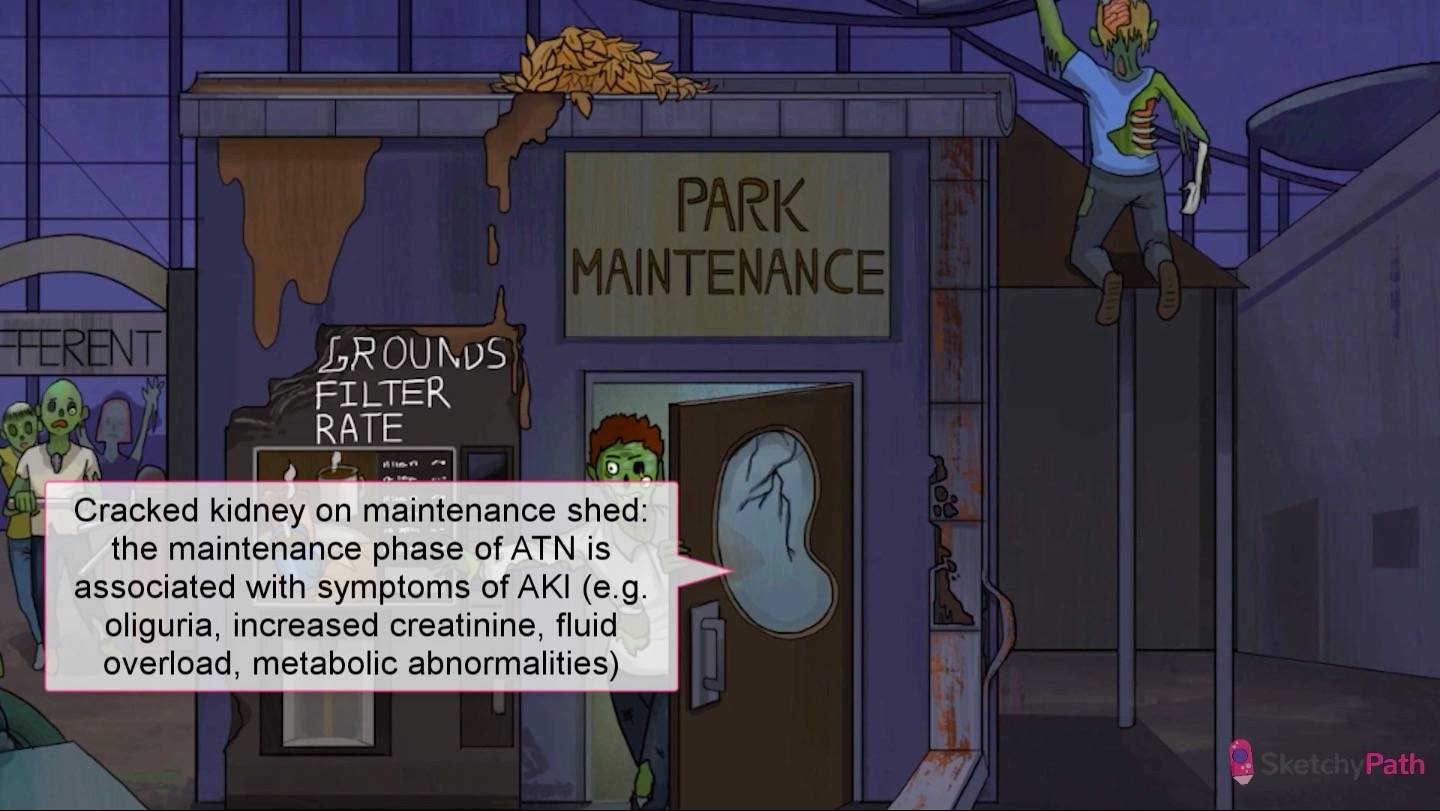 PARK
MAINTENANCE
FFERENT
GROUNDS
FILTER
RATE
Cracked kidney on maintenance shed:
the maintenance phase of ATN is
associated with symptoms of AKI (e.g.
oliguria, increased creatinine, fluid
overload, metabolic abnormalities)
SketchyPath